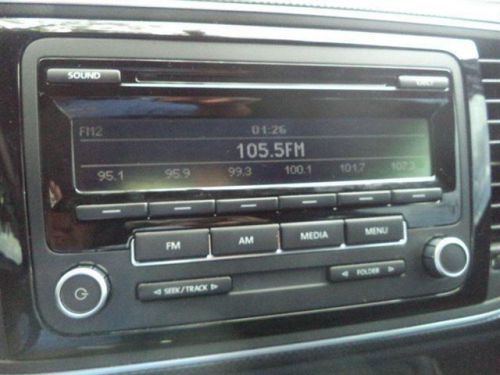 SOUND EJECT
FM2 01:26
105.5FM
95.1 95.9 99.3 100.1 101.7 107.3
FM AM MEDIA MENU
SEEK/TRACK FOLDER